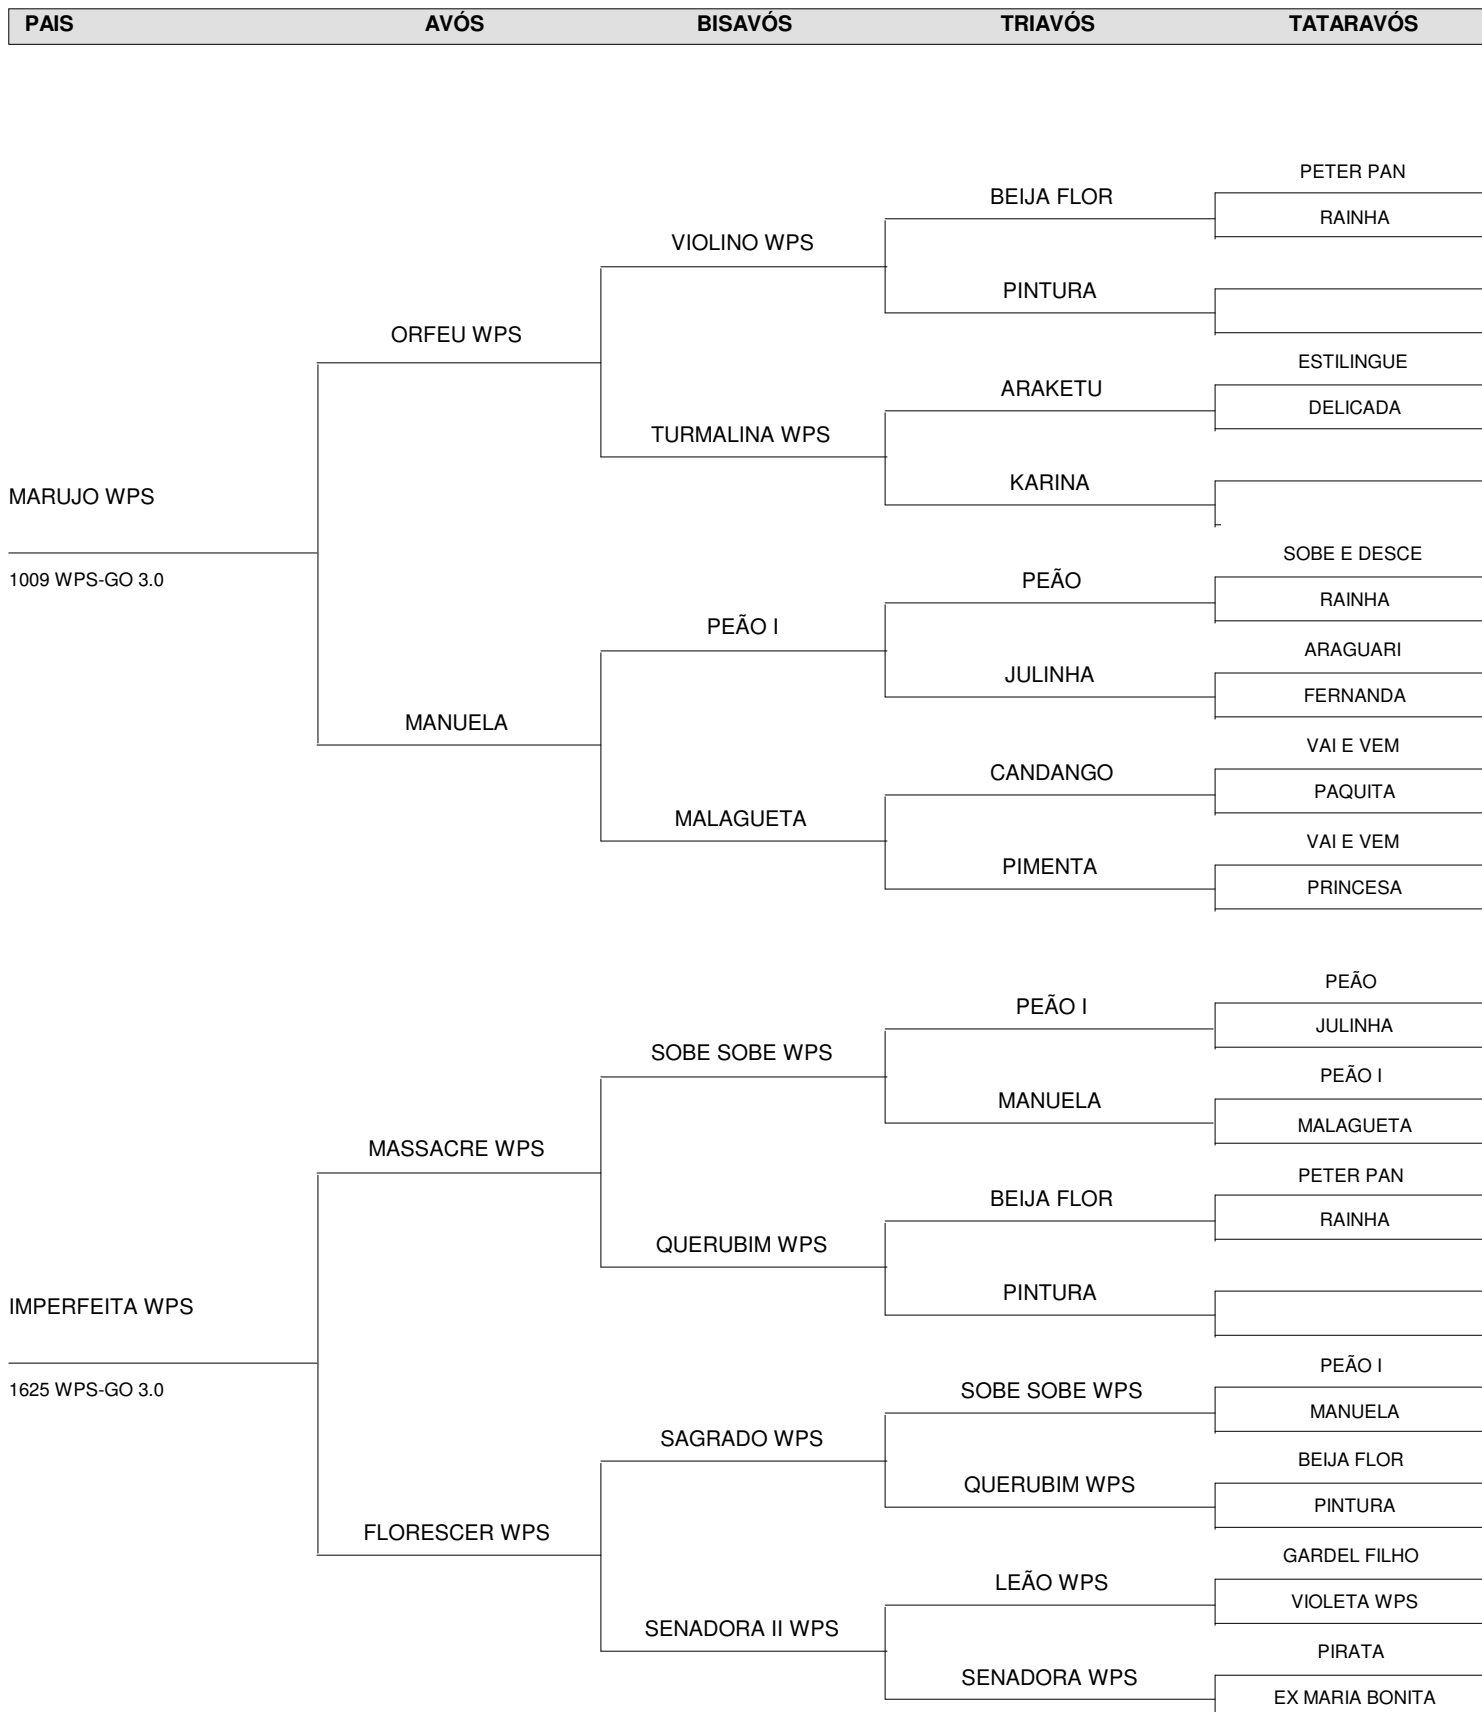 PAIS AVÓS BISAVÓS TRIAVÓS TATARAVÓS
PETER PAN
BEIJA FLOR
RAINHA
VIOLINO WPS
PINTURA
ORFEU WPS
ESTILINGUE
ARAKETU
DELICADA
TURMALINA WPS
KARINA
MARUJO WPS
SOBE E DESCE
1009 WPS-GO 3.0
PEÃO
RAINHA
PEÃO I
ARAGUARI
JULINHA
FERNANDA
MANUELA
VAI E VEM
CANDANGO
PAQUITA
MALAGUETA
VAI E VEM
PIMENTA
PRINCESA
PEÃO
PEÃO I
JULINHA
SOBE SOBE WPS
PEÃO I
MANUELA
MALAGUETA
MASSACRE WPS
PETER PAN
BEIJA FLOR
RAINHA
QUERUBIM WPS
PINTURA
IMPERFEITA WPS
PEÃO I
1625 WPS-GO 3.0
SOBE SOBE WPS
MANUELA
SAGRADO WPS
BEIJA FLOR
QUERUBIM WPS
PINTURA
FLORESCER WPS
GARDEL FILHO
LEÃO WPS
VIOLETA WPS
SENADORA II WPS
PIRATA
SENADORA WPS
EX MARIA BONITA